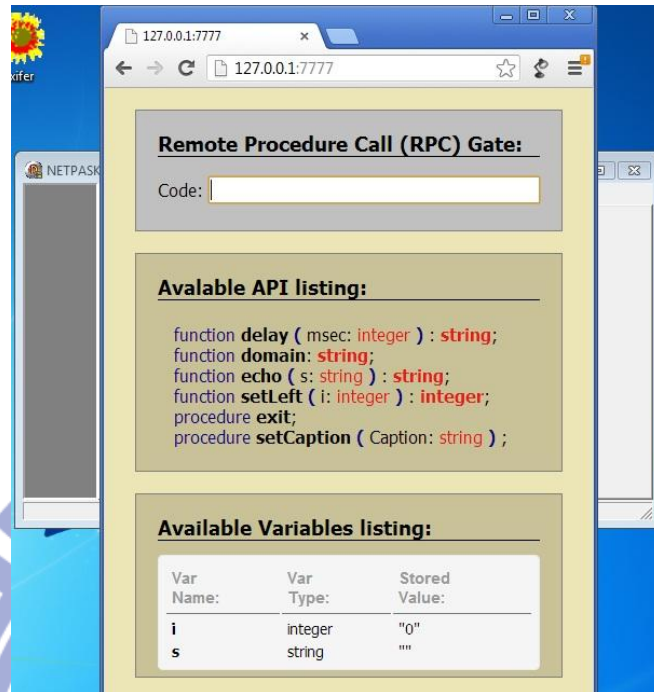 127.0.0.1:7777
127.0.0.1:7777
NETPASK
Remote Procedure Call (RPC) Gate:
Code:
Avalable API listing:
function delay ( msec: integer ) : string;
function domain: string;
function echo ( s: string ) : string;
function setLeft ( i: integer ) : integer;
procedure exit;
procedure setCaption ( Caption: string ) ;
Available Variables listing:
Var Name: Var Type: Stored Value:
i integer "0"
s string ""